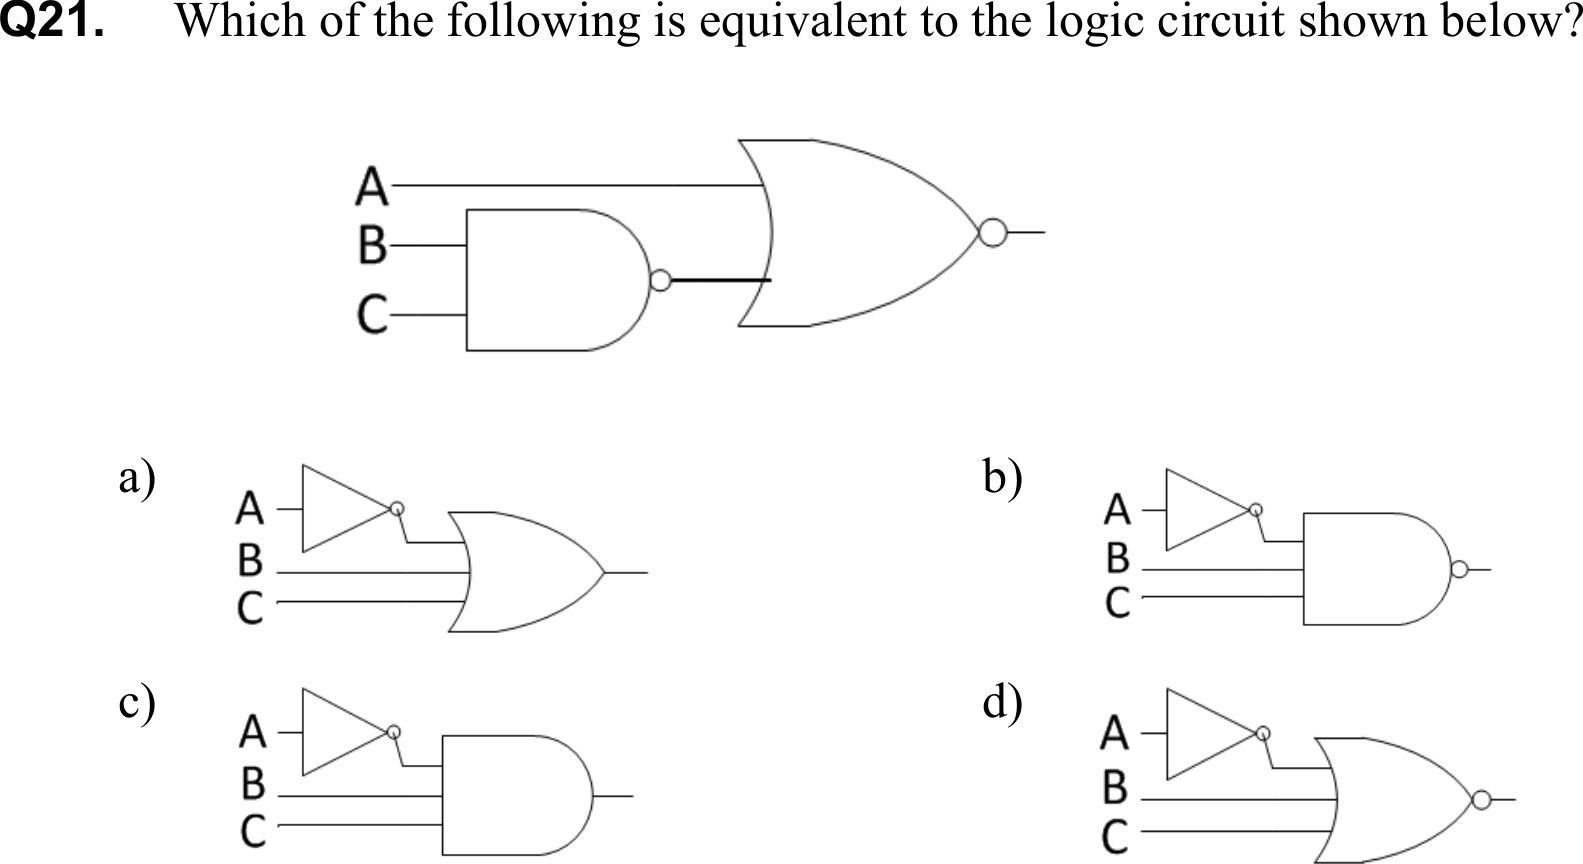 Q21. Which of the following is equivalent to the logic circuit shown below?
A
B
C
a)
A
B
C
b)
A
B
C
c)
A
B
C
d)
A
B
C